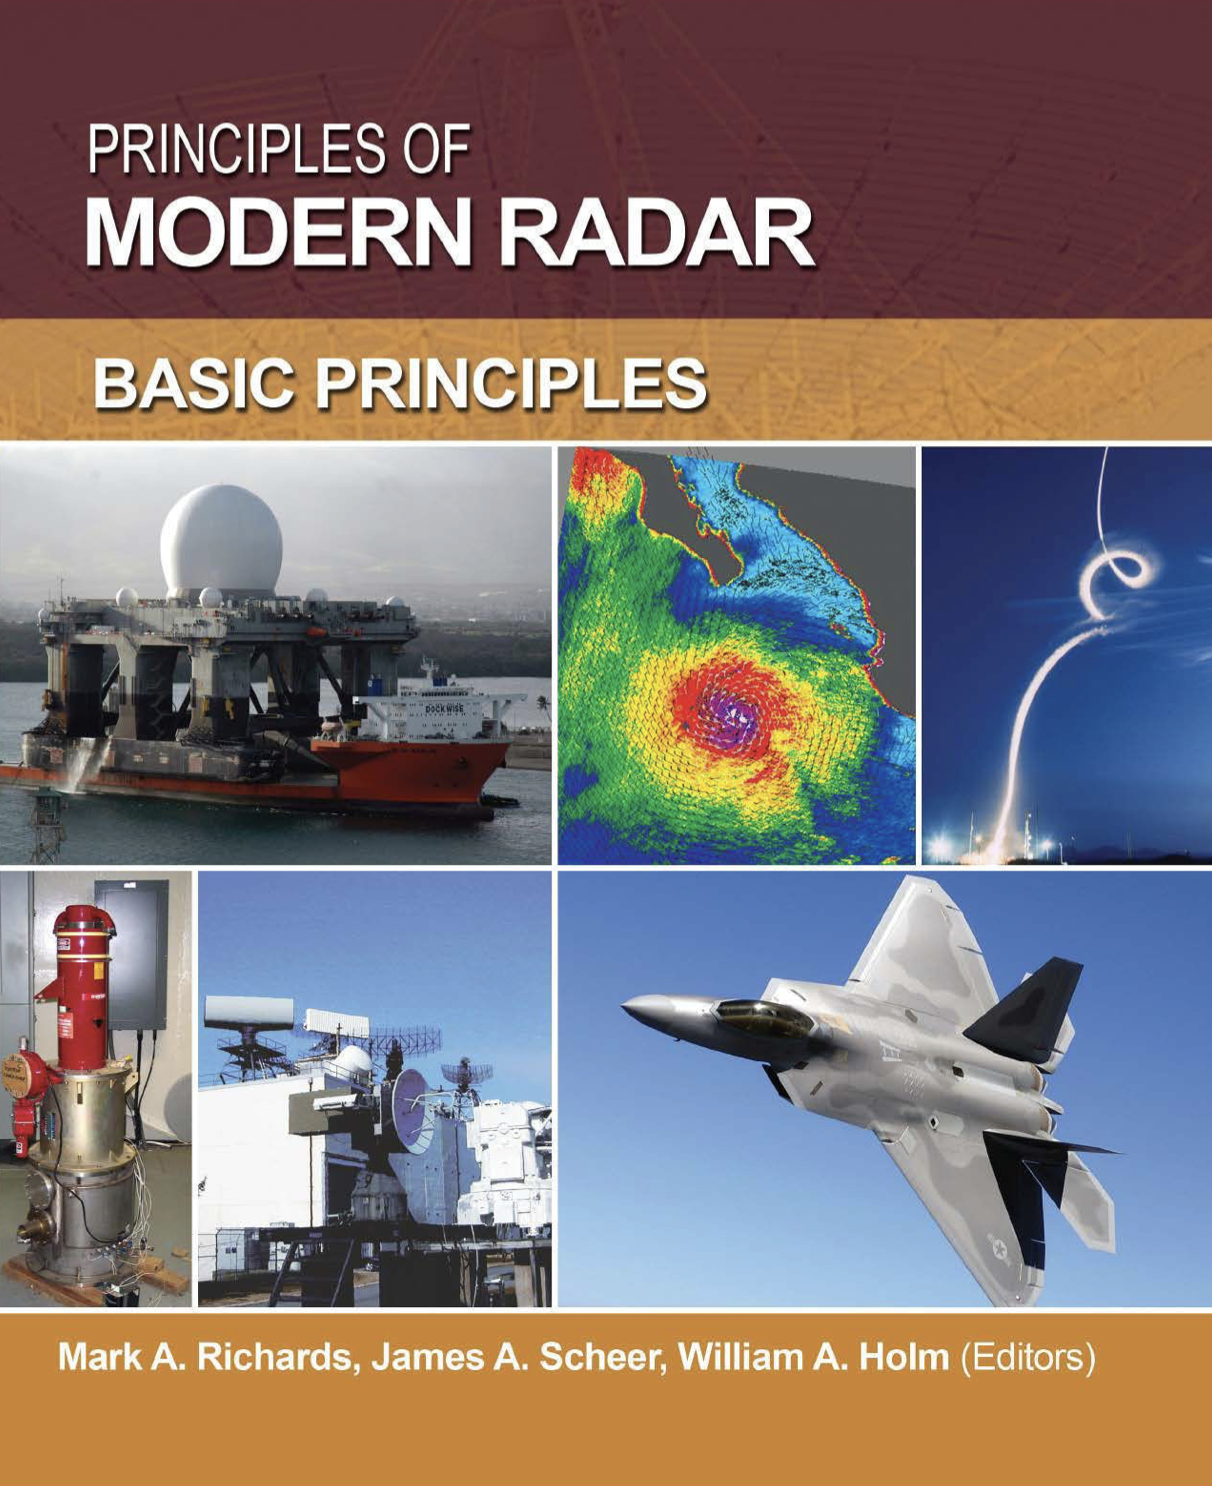 PRINCIPLES OF
MODERN RADAR
BASIC PRINCIPLES
DOCKWISE
Mark A. Richards, James A. Scheer, William A. Holm (Editors)